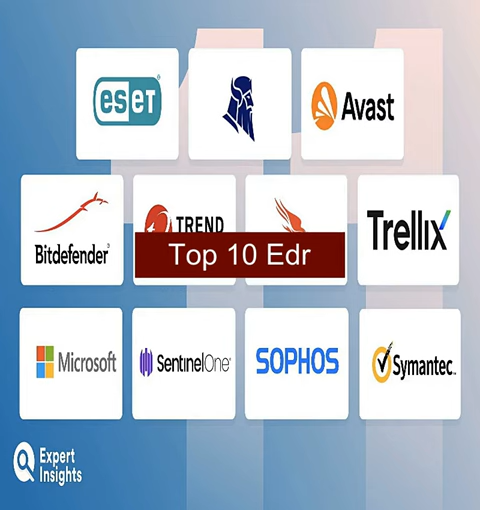 eset
Avast
Bitdefender
TREND
Trellix
Top 10 Edr
Microsoft
SentinelOne
SOPHOS
Symantec.
Expert
Insights